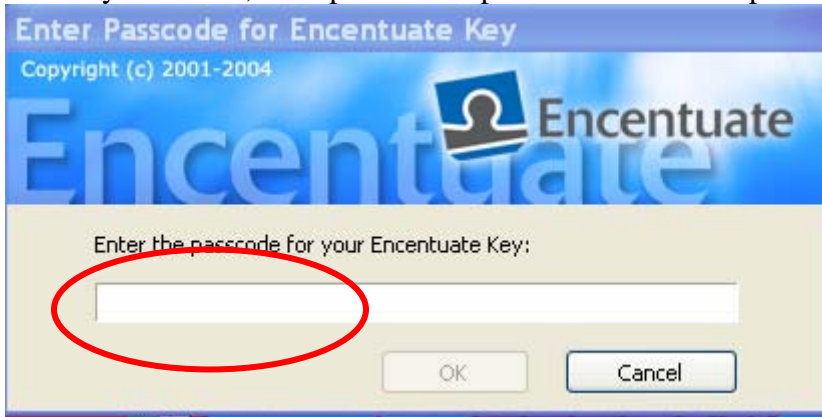 Enter Passcode for Encentuate Key
Copyright (c) 2001-2004
Encentuate
Encentuate
Enter the passcode for your Encentuate Key:
OK
Cancel